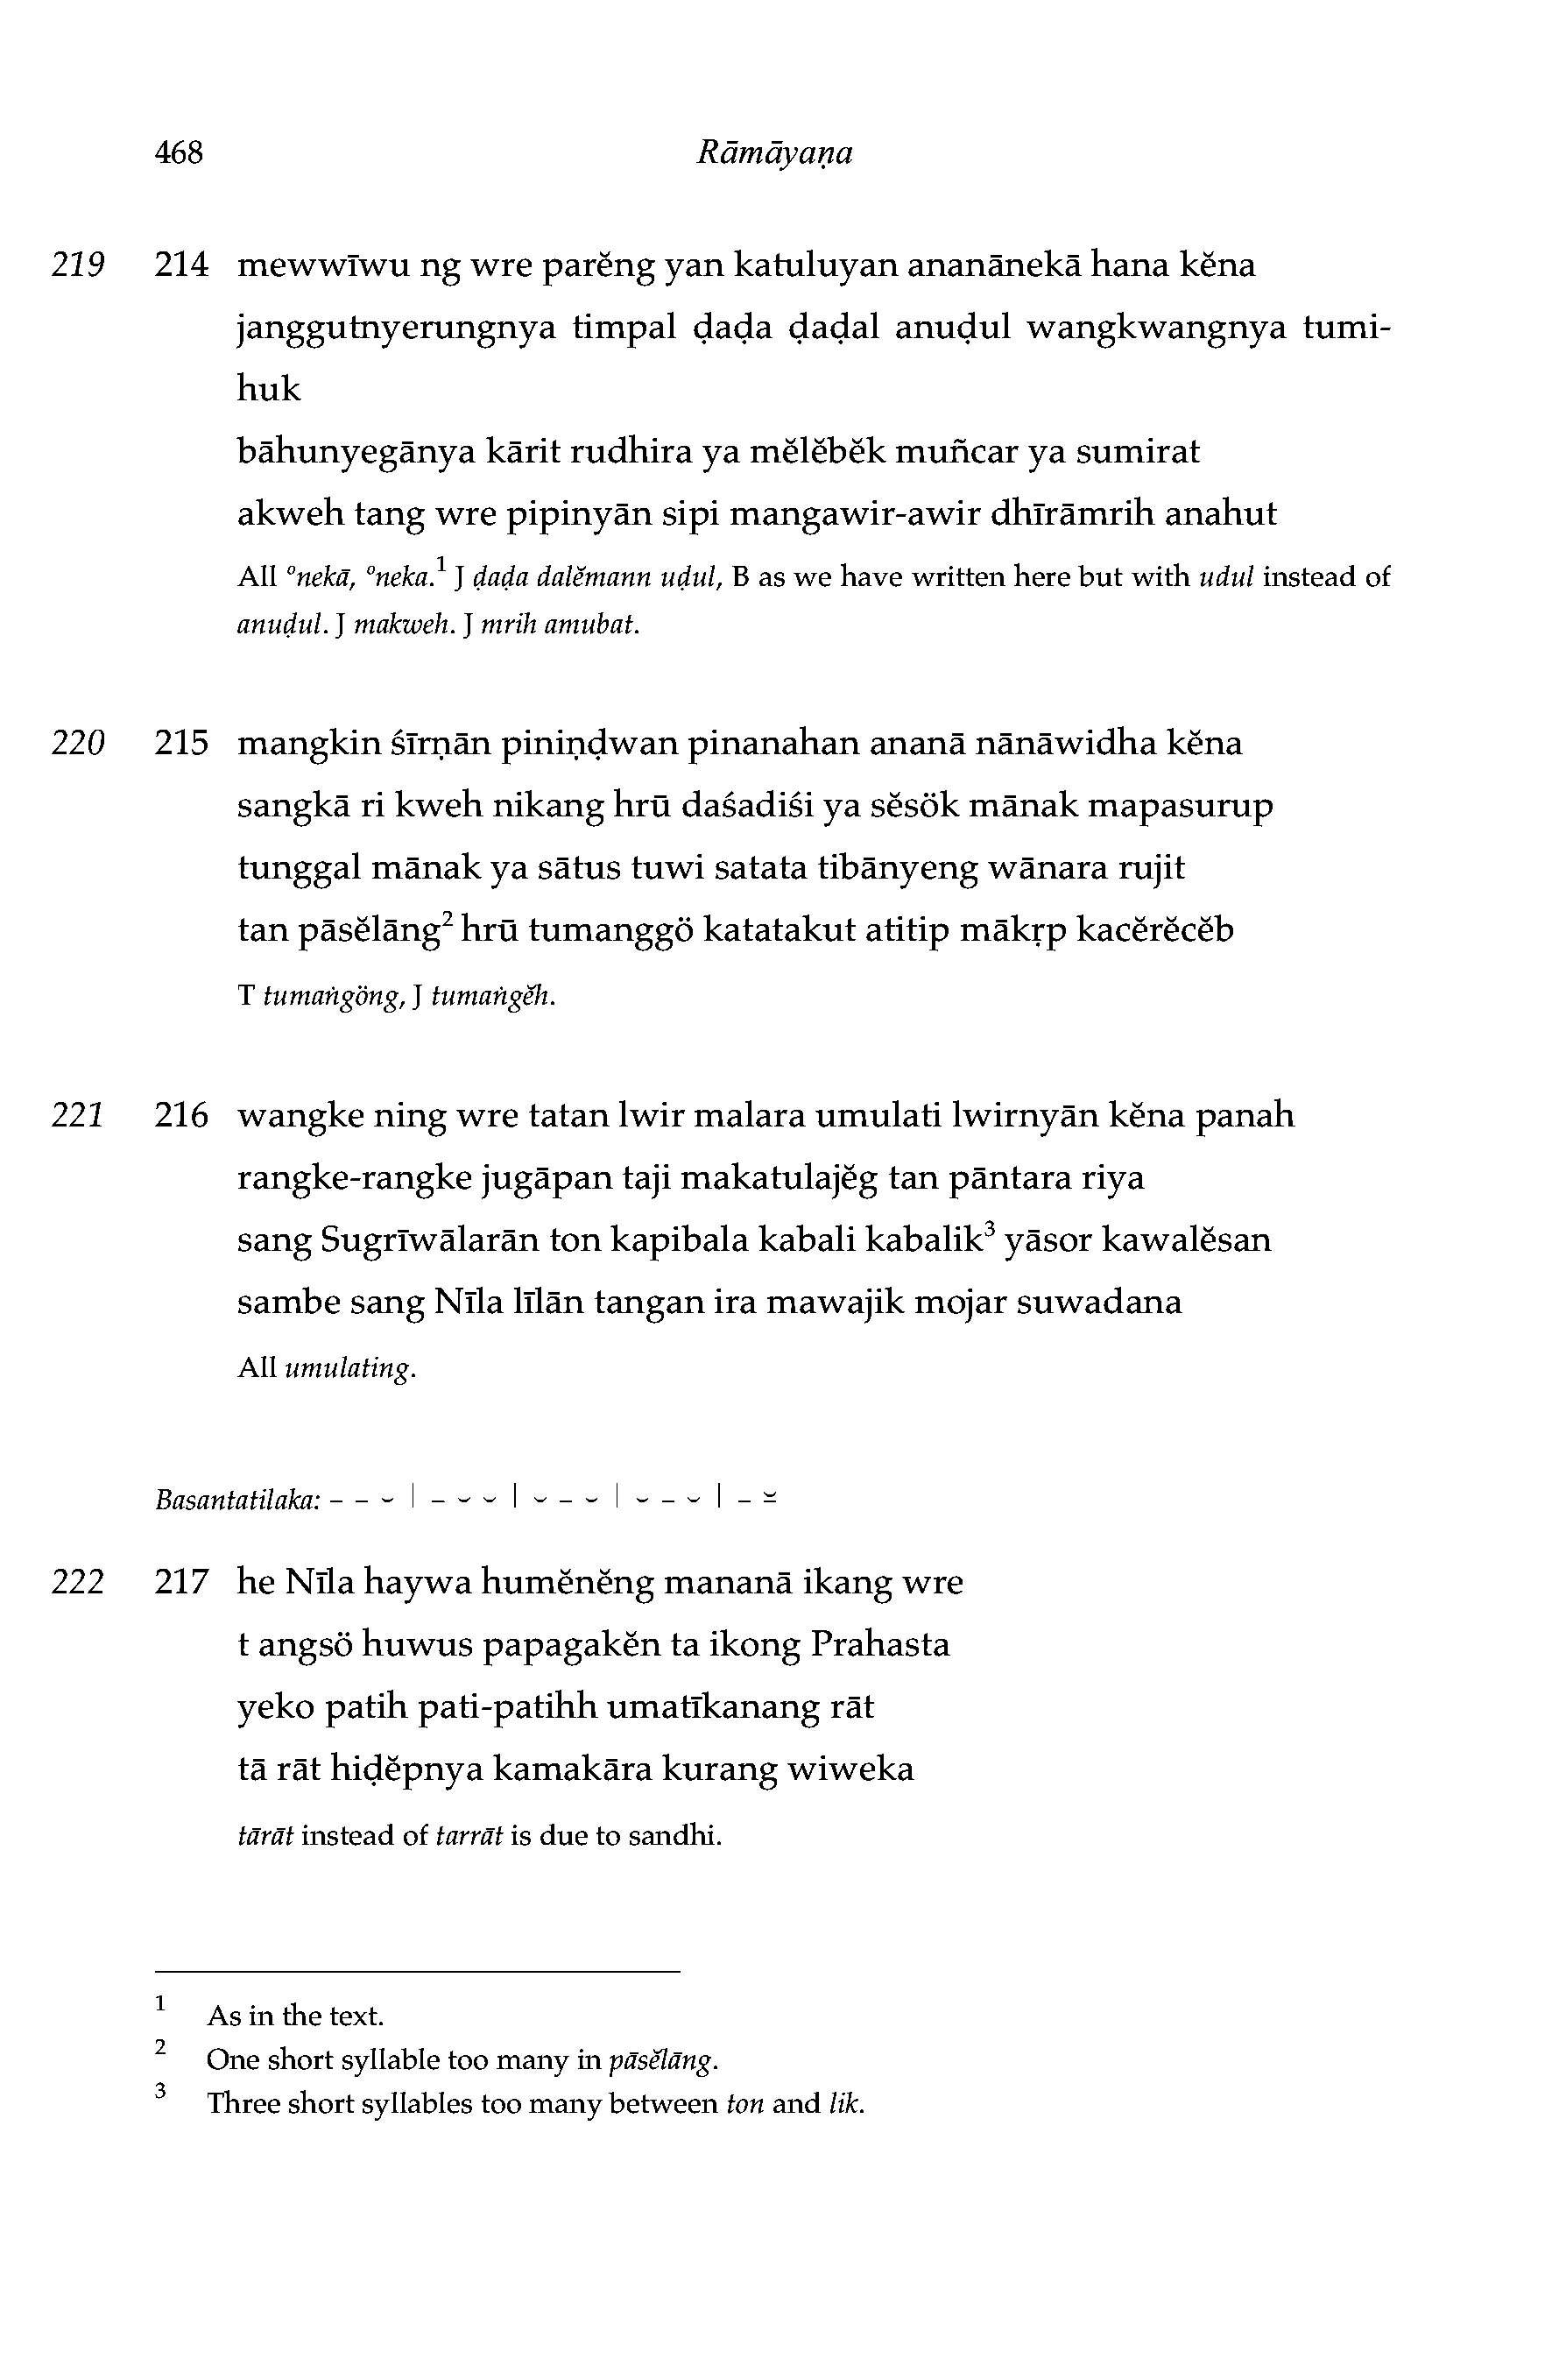 468 Rāmāyaṇa
219 214 mewwīwu ng wre parĕng yan katuluyan ananānekā hana kĕna
janggutnyerungnya timpal ḍaḍa ḍaḍal anuḍul wangkwangnya tumi-
huk
bāhunyegānya kārit rudhira ya mĕlĕbĕk muñcar ya sumirat
akweh tang wre pipinyān sipi mangawir-awir dhīrāmrih anahut
All °nekā, °neka.¹ J ḍaḍa dalĕmann uḍul, B as we have written here but with udul instead of
anuḍul. J makweh. J mrih amubat.
220 215 mangkin śīrṇān piniṇḍwan pinanahan ananā nānāwidha kĕna
sangkā ri kweh nikang hrū daśadiśi ya sĕsök mānak mapasurup
tunggal mānak ya sātus tuwi satata tibānyeng wānara rujit
tan pāsĕlāng² hrū tumanggö katatakut atitip mākṛp kacĕrĕcĕb
T tumaṅgöng, J tumaṅgĕh.
221 216 wangke ning wre tatan lwir malara umulati lwirnyān kĕna panah
rangke-rangke jugāpan taji makatulajĕg tan pāntara riya
sang Sugrīwālarān ton kapibala kabali kabalik³ yāsor kawalĕsan
sambe sang Nīla līlān tangan ira mawajik mojar suwadana
All umulating.
Basantatilaka: – – ⏑ | – ⏑ ⏑ | ⏑ – ⏑ | ⏑ – ⏑ | – ⏓
222 217 he Nīla haywa humĕnĕng mananā ikang wre
t angsö huwus papagakĕn ta ikong Prahasta
yeko patih pati-patihh umatīkanang rāt
tā rāt hiḍĕpnya kamakāra kurang wiweka
tārāt instead of tarrāt is due to sandhi.
1 As in the text.
2 One short syllable too many in pāsĕlāng.
3 Three short syllables too many between ton and lik.